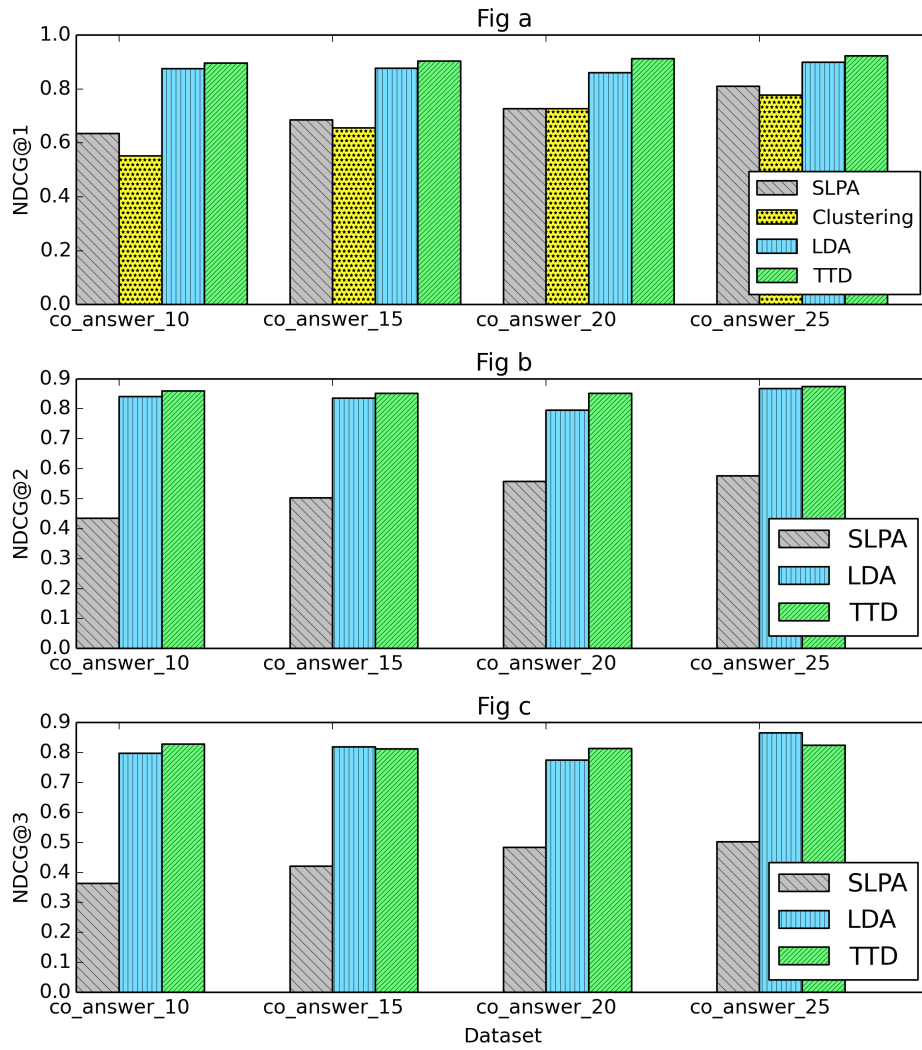 Fig a
NDCG@1
1.0
0.8
0.6
0.4
0.2
0.0
SLPA
Clustering
LDA
TTD
co_answer_10 co_answer_15 co_answer_20 co_answer_25
Fig b
NDCG@2
0.9
0.8
0.7
0.6
0.5
0.4
0.3
0.2
0.1
0.0
SLPA
LDA
TTD
co_answer_10 co_answer_15 co_answer_20 co_answer_25
Fig c
NDCG@3
0.9
0.8
0.7
0.6
0.5
0.4
0.3
0.2
0.1
0.0
SLPA
LDA
TTD
co_answer_10 co_answer_15 co_answer_20 co_answer_25
Dataset